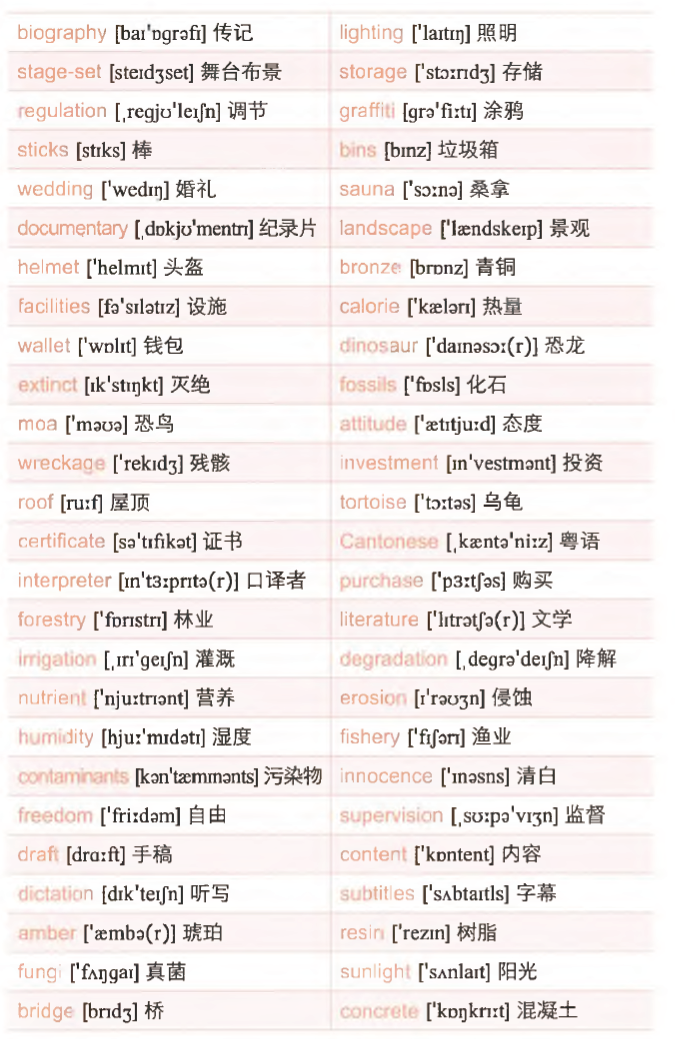 biography [baɪ'ɒgrəfɪ] 传记
lighting ['laɪtɪŋ] 照明
stage-set [steɪdʒset] 舞台布景
storage ['stɔːrɪdʒ] 存储
regulation [ˌregjʊ'leɪʃn] 调节
graffiti [grə'fiːtɪ] 涂鸦
sticks [stɪks] 棒
bins [bɪnz] 垃圾箱
wedding ['wedɪŋ] 婚礼
sauna ['sɔːnə] 桑拿
documentary [ˌdɒkjʊ'mentrɪ] 纪录片
landscape ['lændskeɪp] 景观
helmet ['helmɪt] 头盔
bronze [brɒnz] 青铜
facilities [fə'sɪlətɪz] 设施
calorie ['kælərɪ] 热量
wallet ['wɒlɪt] 钱包
dinosaur ['daɪnəsɔː(r)] 恐龙
extinct [ɪk'stɪŋkt] 灭绝
fossils ['fɒsls] 化石
moa ['məʊə] 恐鸟
attitude ['ætɪtjuːd] 态度
wreckage ['rekɪdʒ] 残骸
investment [ɪn'vestmənt] 投资
roof [ruːf] 屋顶
tortoise ['tɔːtəs] 乌龟
certificate [sə'tɪfɪkət] 证书
Cantonese [ˌkæntə'niːz] 粤语
interpreter [ɪn'tɜːprɪtə(r)] 口译者
purchase ['pɜːtʃəs] 购买
forestry ['fɒrɪstrɪ] 林业
literature ['lɪtrətʃə(r)] 文学
irrigation [ˌɪrɪ'geɪʃn] 灌溉
degradation [ˌdegrə'deɪʃn] 降解
nutrient ['njuːtrɪənt] 营养
erosion [ɪ'rəʊʒn] 侵蚀
humidity [hjuː'mɪdətɪ] 湿度
fishery ['fɪʃərɪ] 渔业
contaminants [kən'tæmmənts] 污染物
innocence ['ɪnəsns] 清白
freedom ['friːdəm] 自由
supervision [ˌsʊːpə'vɪʒn] 监督
draft [drɑːft] 手稿
content ['kɒntent] 内容
dictation [dɪk'teɪʃn] 听写
subtitles ['sʌbtaɪtls] 字幕
amber ['æmbə(r)] 琥珀
resin ['rezɪn] 树脂
fungi ['fʌŋgaɪ] 真菌
sunlight ['sʌnlaɪt] 阳光
bridge [brɪdʒ] 桥
concrete ['kɒŋkrɪːt] 混凝土